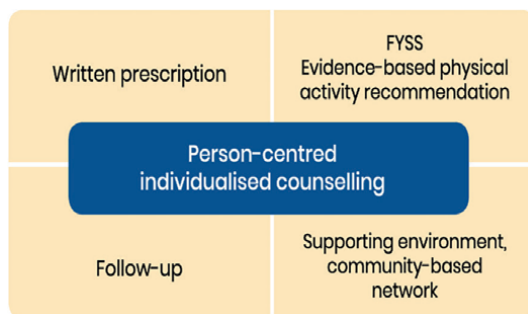 Written prescription
FYSS
Evidence-based physical
activity recommendation
Person-centred
individualised counselling
Follow-up
Supporting environment,
community-based
network